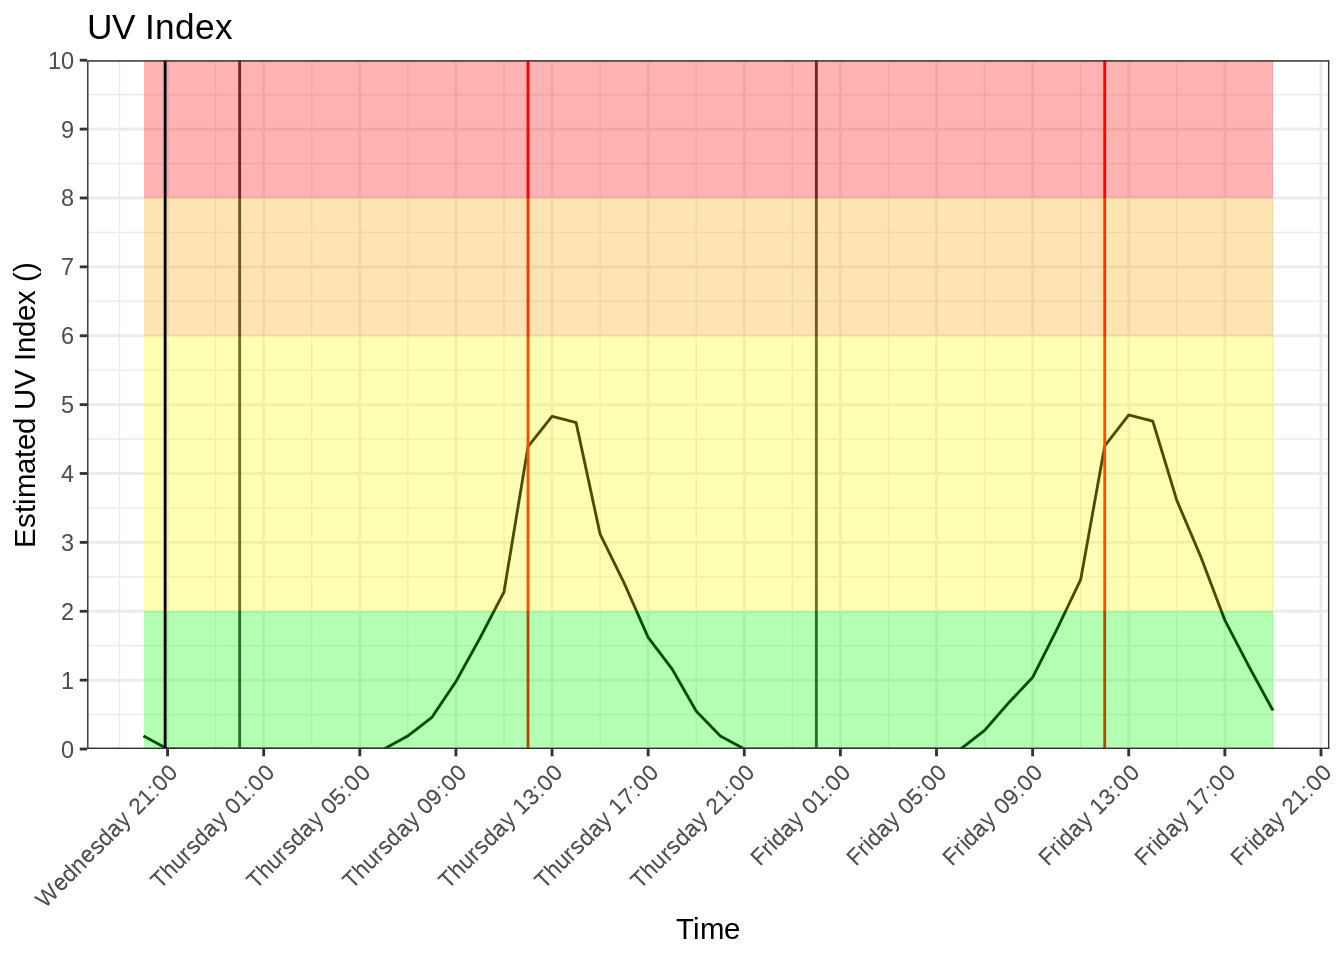 UV Index
Estimated UV Index ()
10
9
8
7
6
5
4
3
2
1
0
Wednesday 21:00
Thursday 01:00
Thursday 05:00
Thursday 09:00
Thursday 13:00
Thursday 17:00
Thursday 21:00
Friday 01:00
Friday 05:00
Friday 09:00
Friday 13:00
Friday 17:00
Friday 21:00
Time